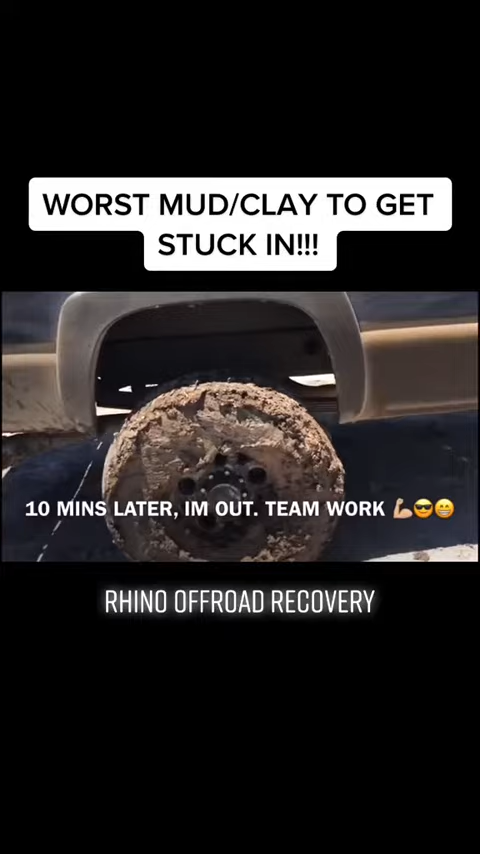 WORST MUD/CLAY TO GET
STUCK IN!!!
10 MINS LATER, IM OUT. TEAM WORK 💪🏼😎😁
RHINO OFFROAD RECOVERY